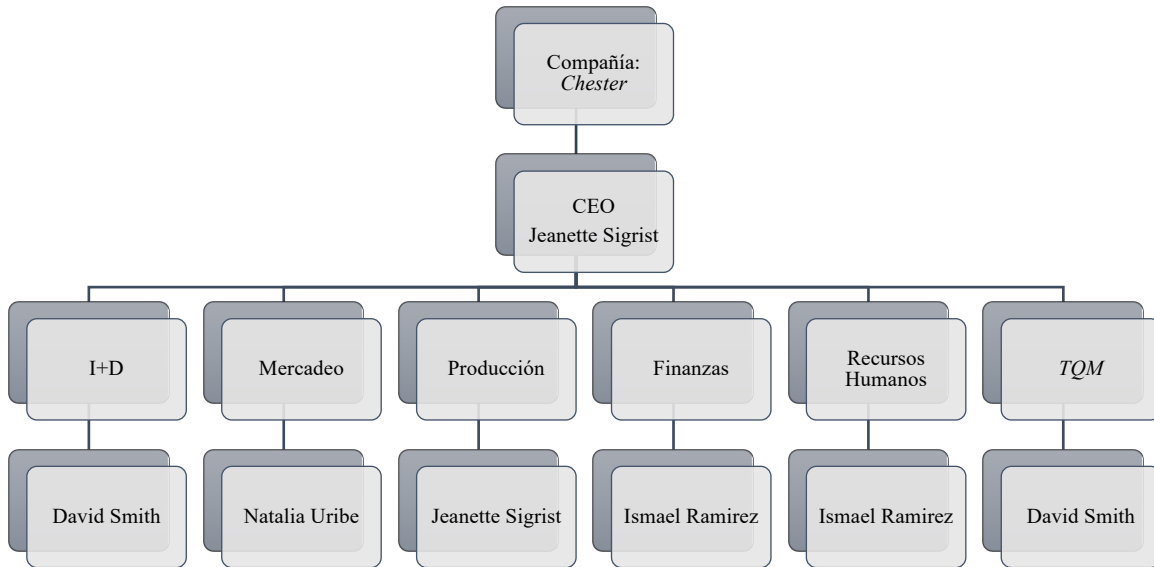 Compañía:
Chester
CEO
Jeanette Sigrist
I+D
Mercadeo
Producción
Finanzas
Recursos
Humanos
TQM
David Smith
Natalia Uribe
Jeanette Sigrist
Ismael Ramirez
Ismael Ramirez
David Smith